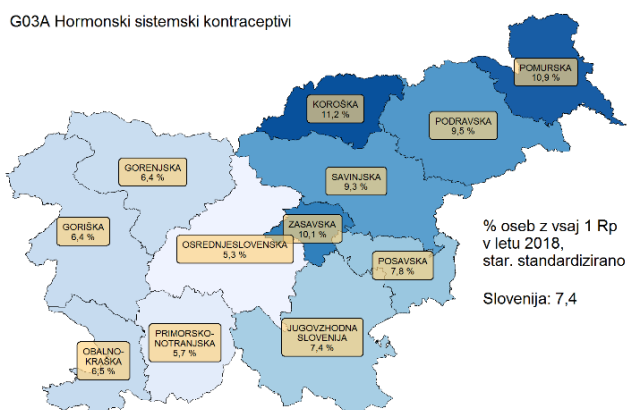 G03A Hormonski sistemski kontraceptivi
POMURSKA
10,9 %
KOROŠKA
11,2 %
PODRAVSKA
9,5 %
GORENJSKA
6,4 %
SAVINJSKA
9,3 %
GORIŠKA
6,4 %
ZASAVSKA
10,1 %
OSREDNJESLOVENSKA
5,3 %
POSAVSKA
7,8 %
% oseb z vsaj 1 Rp
v letu 2018,
star. standardizirano
Slovenija: 7,4
PRIMORSKO-
NOTRANJSKA
5,7 %
JUGOVZHODNA
SLOVENIJA
7,4 %
OBALNO-
KRAŠKA
6,5 %